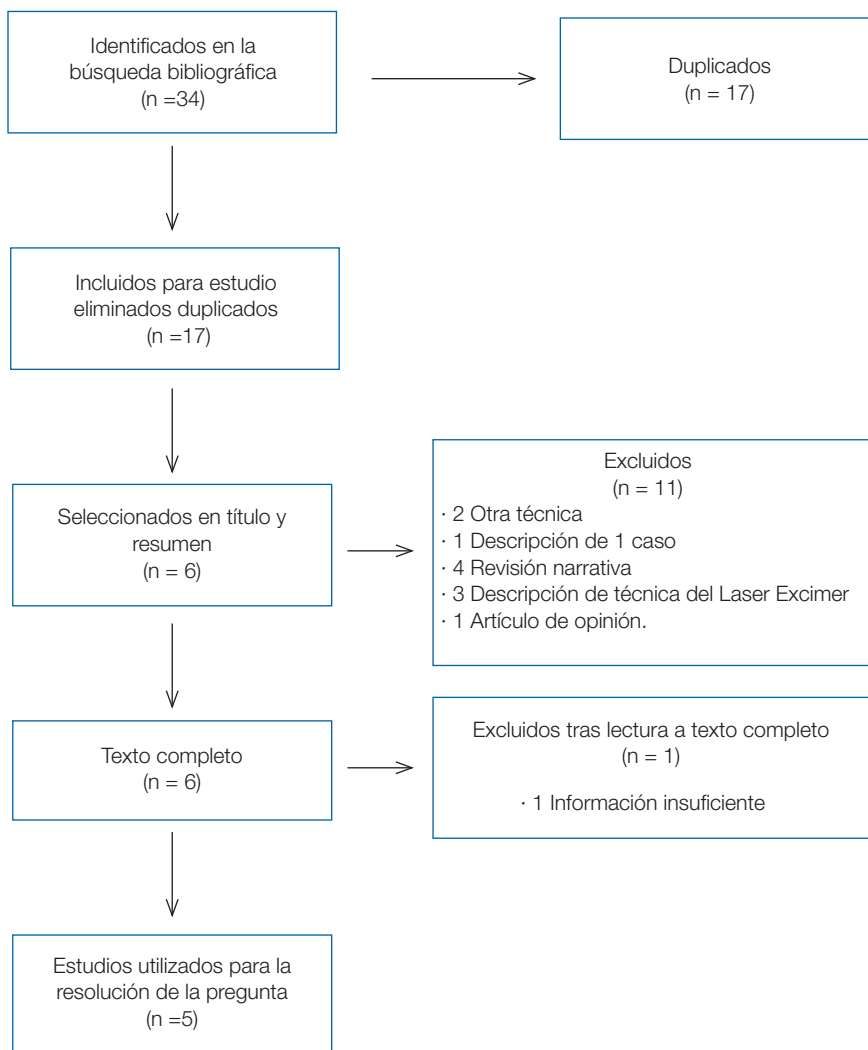 Identificados en la
búsqueda bibliográfica
(n =34)
Duplicados
(n = 17)
Incluidos para estudio
eliminados duplicados
(n =17)
Seleccionados en título y
resumen
(n = 6)
Excluidos
(n = 11)
· 2 Otra técnica
· 1 Descripción de 1 caso
· 4 Revisión narrativa
· 3 Descripción de técnica del Laser Excimer
· 1 Artículo de opinión.
Texto completo
(n = 6)
Excluidos tras lectura a texto completo
(n = 1)
· 1 Información insuficiente
Estudios utilizados para la
resolución de la pregunta
(n =5)